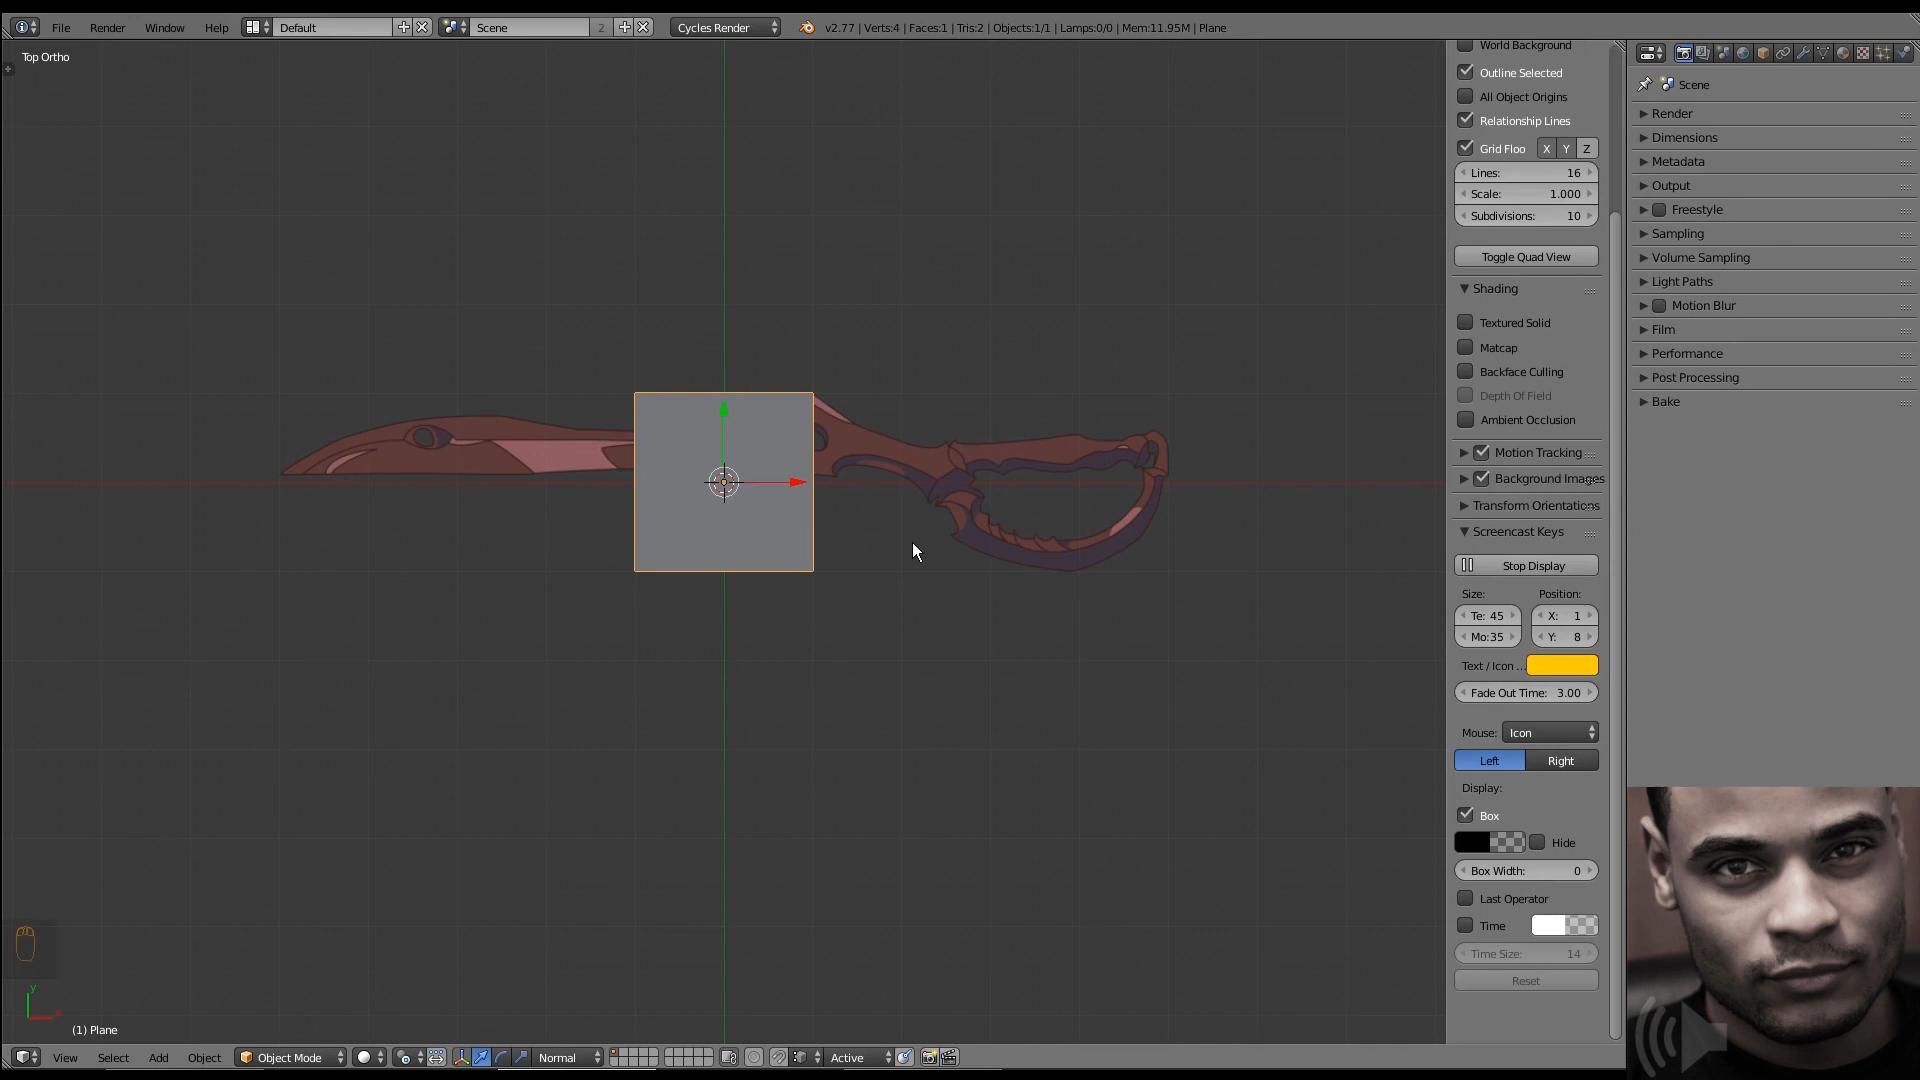 File Render Window Help Default Scene 2 Cycles Render v2.77 | Verts:4 | Faces:1 | Tris:2 | Objects:1/1 | Lamps:0/0 | Mem:11.95M | Plane
Top Ortho
World Background
Outline Selected
All Object Origins
Relationship Lines
Grid Floo X Y Z
Lines: 16
Scale: 1.000
Subdivisions: 10
Toggle Quad View
Shading
Textured Solid
Matcap
Backface Culling
Depth Of Field
Ambient Occlusion
Motion Tracking
Background Images
Transform Orientations
Screencast Keys
Stop Display
Size: Position:
Te: 45 X: 1
Mo:35 Y: 8
Text / Icon ...
Fade Out Time: 3.00
Mouse: Icon
Left Right
Display:
Box
Hide
Box Width: 0
Last Operator
Time
Time Size: 14
Reset
Scene
Render
Dimensions
Metadata
Output
Freestyle
Sampling
Volume Sampling
Light Paths
Motion Blur
Film
Performance
Post Processing
Bake
y
x
(1) Plane
View Select Add Object Object Mode Normal Active